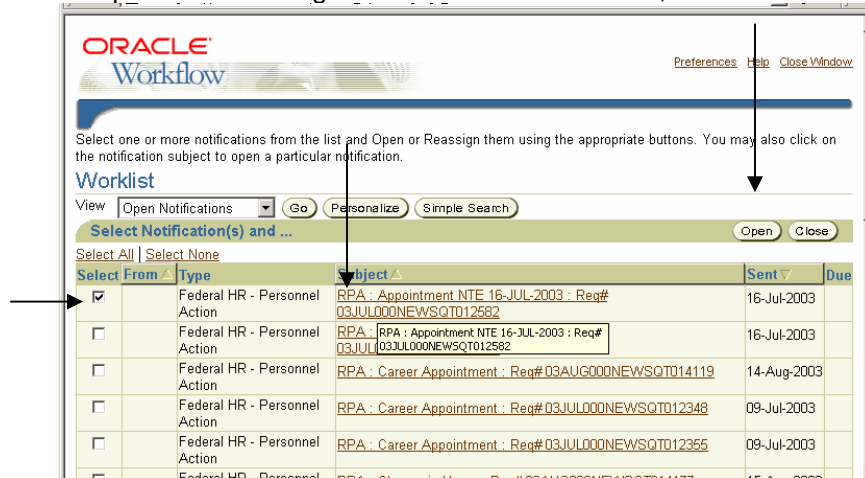 ORACLE
Workflow
Preferences Help Close Window
Select one or more notifications from the list and Open or Reassign them using the appropriate buttons. You may also click on
the notification subject to open a particular notification.
Worklist
View Open Notifications Go Personalize Simple Search
Select Notification(s) and ... Open Close
Select All | Select None
Select From Type Subject Sent Due
Federal HR - Personnel Action RPA : Appointment NTE 16-JUL-2003 : Req# 03JUL000NEWSQT012582 16-Jul-2003
Federal HR - Personnel Action RPA : 03JUL 16-Jul-2003
RPA : Appointment NTE 16-JUL-2003 : Req#
03JUL000NEWSQT012582
Federal HR - Personnel Action RPA : Career Appointment : Req# 03AUG000NEWSQT014119 14-Aug-2003
Federal HR - Personnel Action RPA : Career Appointment : Req# 03JUL000NEWSQT012348 09-Jul-2003
Federal HR - Personnel Action RPA : Career Appointment : Req# 03JUL000NEWSQT012355 09-Jul-2003
Federal HR - Personnel